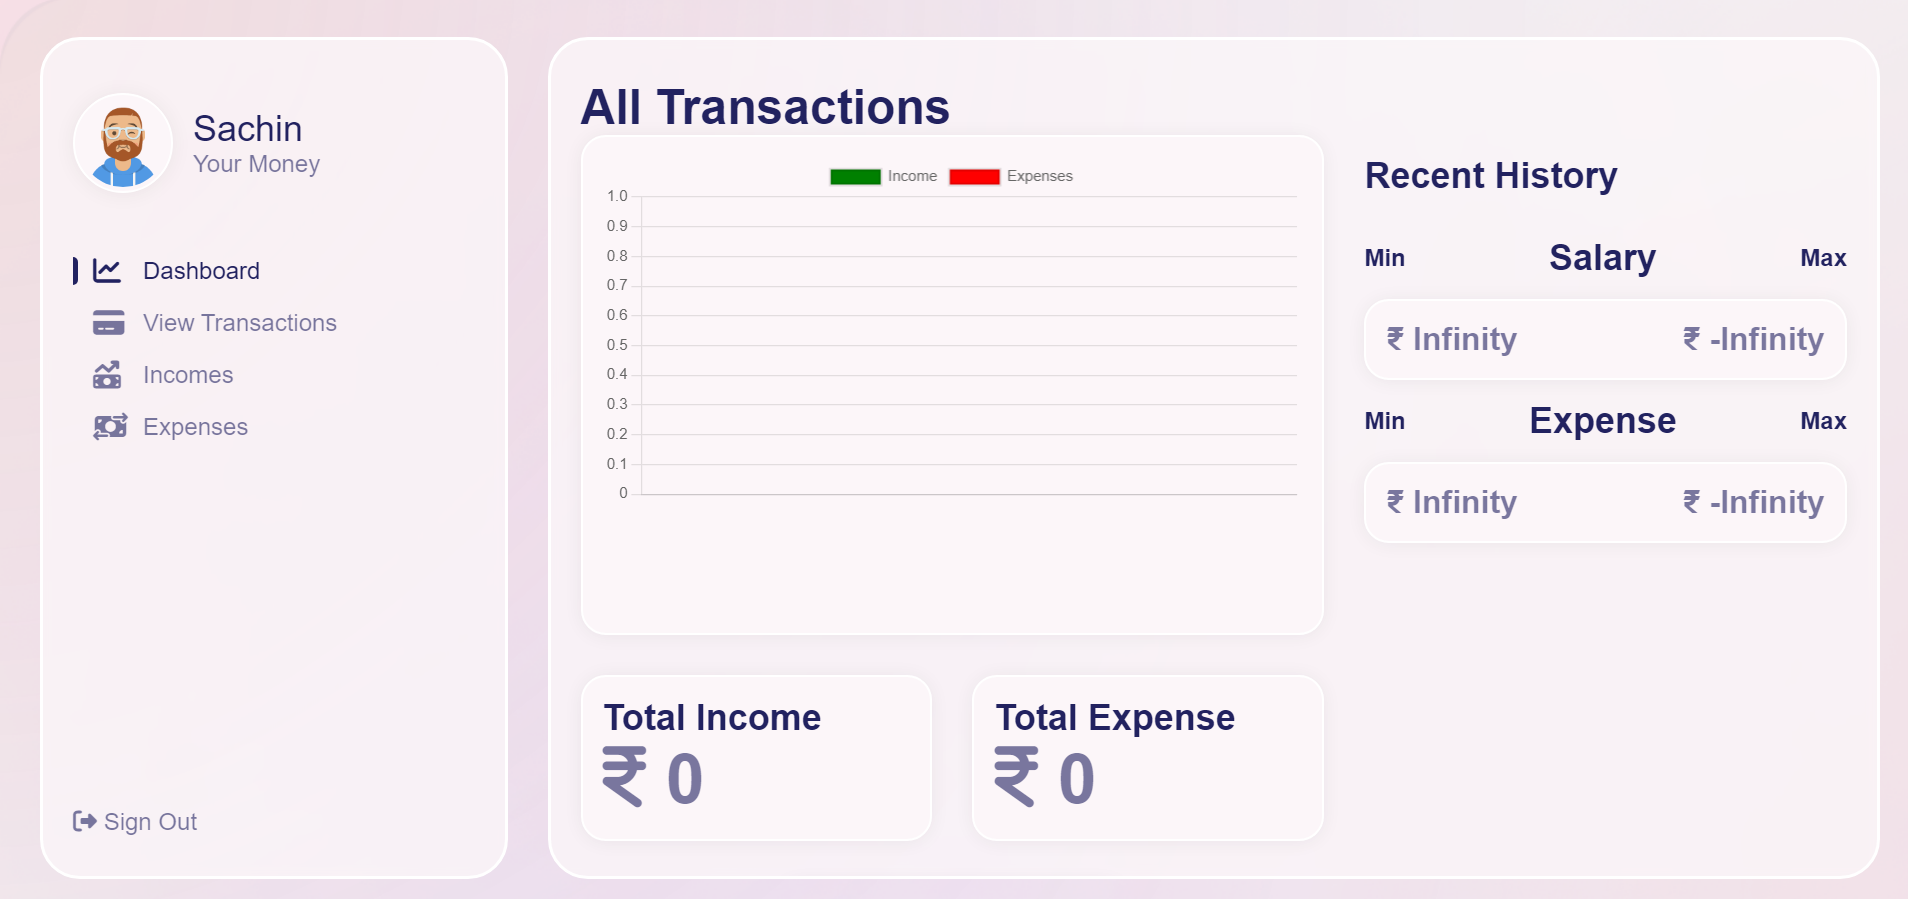 Sachin
Your Money
Dashboard
View Transactions
Incomes
Expenses
Sign Out
All Transactions
Income Expenses
1.0
0.9
0.8
0.7
0.6
0.5
0.4
0.3
0.2
0.1
0
Total Income
₹ 0
Total Expense
₹ 0
Recent History
Min Salary Max
₹ Infinity ₹ -Infinity
Min Expense Max
₹ Infinity ₹ -Infinity